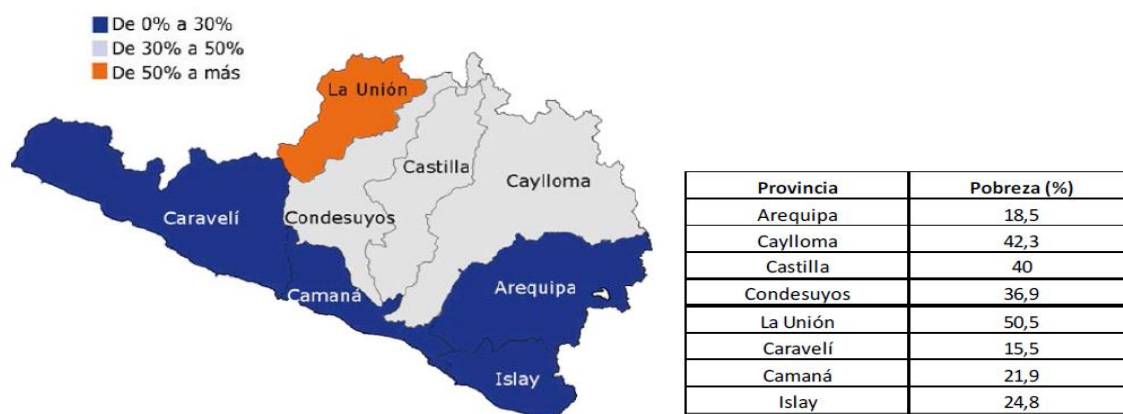 De 0% a 30%
De 30% a 50%
De 50% a más
La Unión
Castilla
Caylloma
Caravelí
Condesuyos
Camaná
Arequipa
Islay
Provincia Pobreza (%)
Arequipa 18,5
Caylloma 42,3
Castilla 40
Condesuyos 36,9
La Unión 50,5
Caravelí 15,5
Camaná 21,9
Islay 24,8